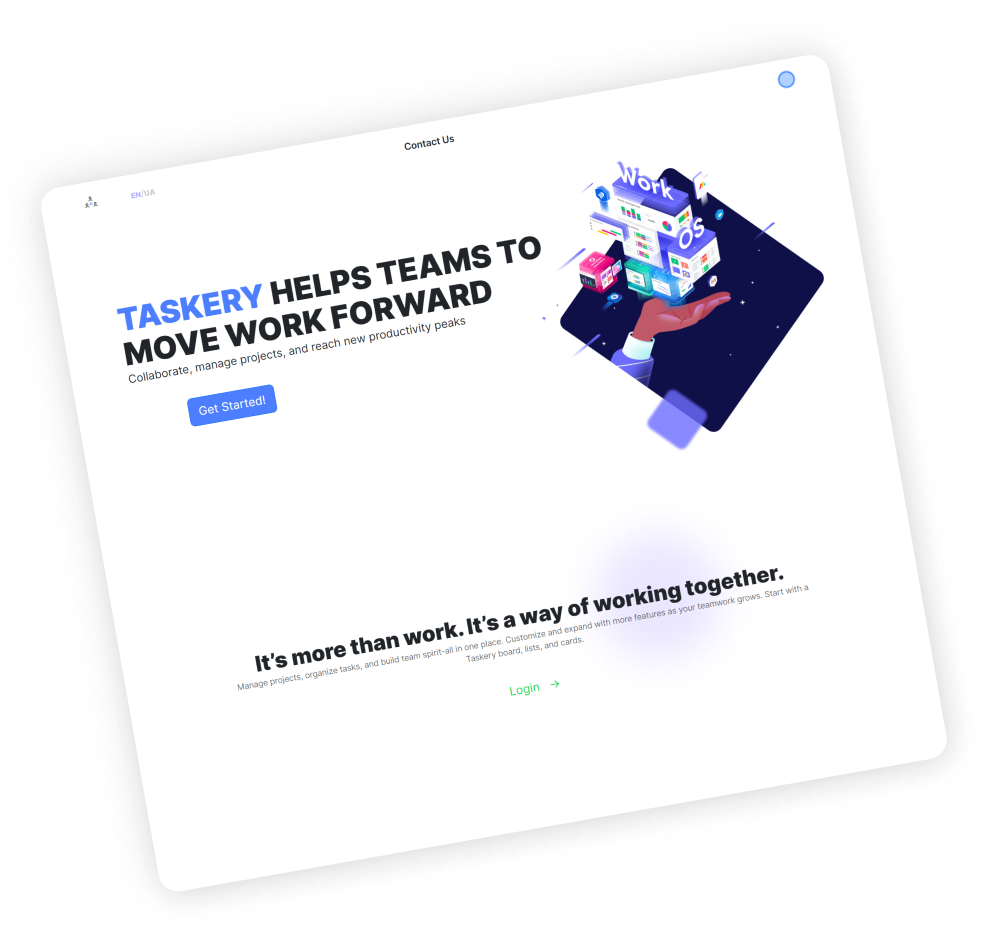 EN/UA
Contact Us
TASKERY HELPS TEAMS TO
MOVE WORK FORWARD
Collaborate, manage projects, and reach new productivity peaks
Get Started!
Work
OS
It's more than work. It's a way of working together.
Manage projects, organize tasks, and build team spirit-all in one place. Customize and expand with more features as your teamwork grows. Start with a
Taskery board, lists, and cards.
Login →